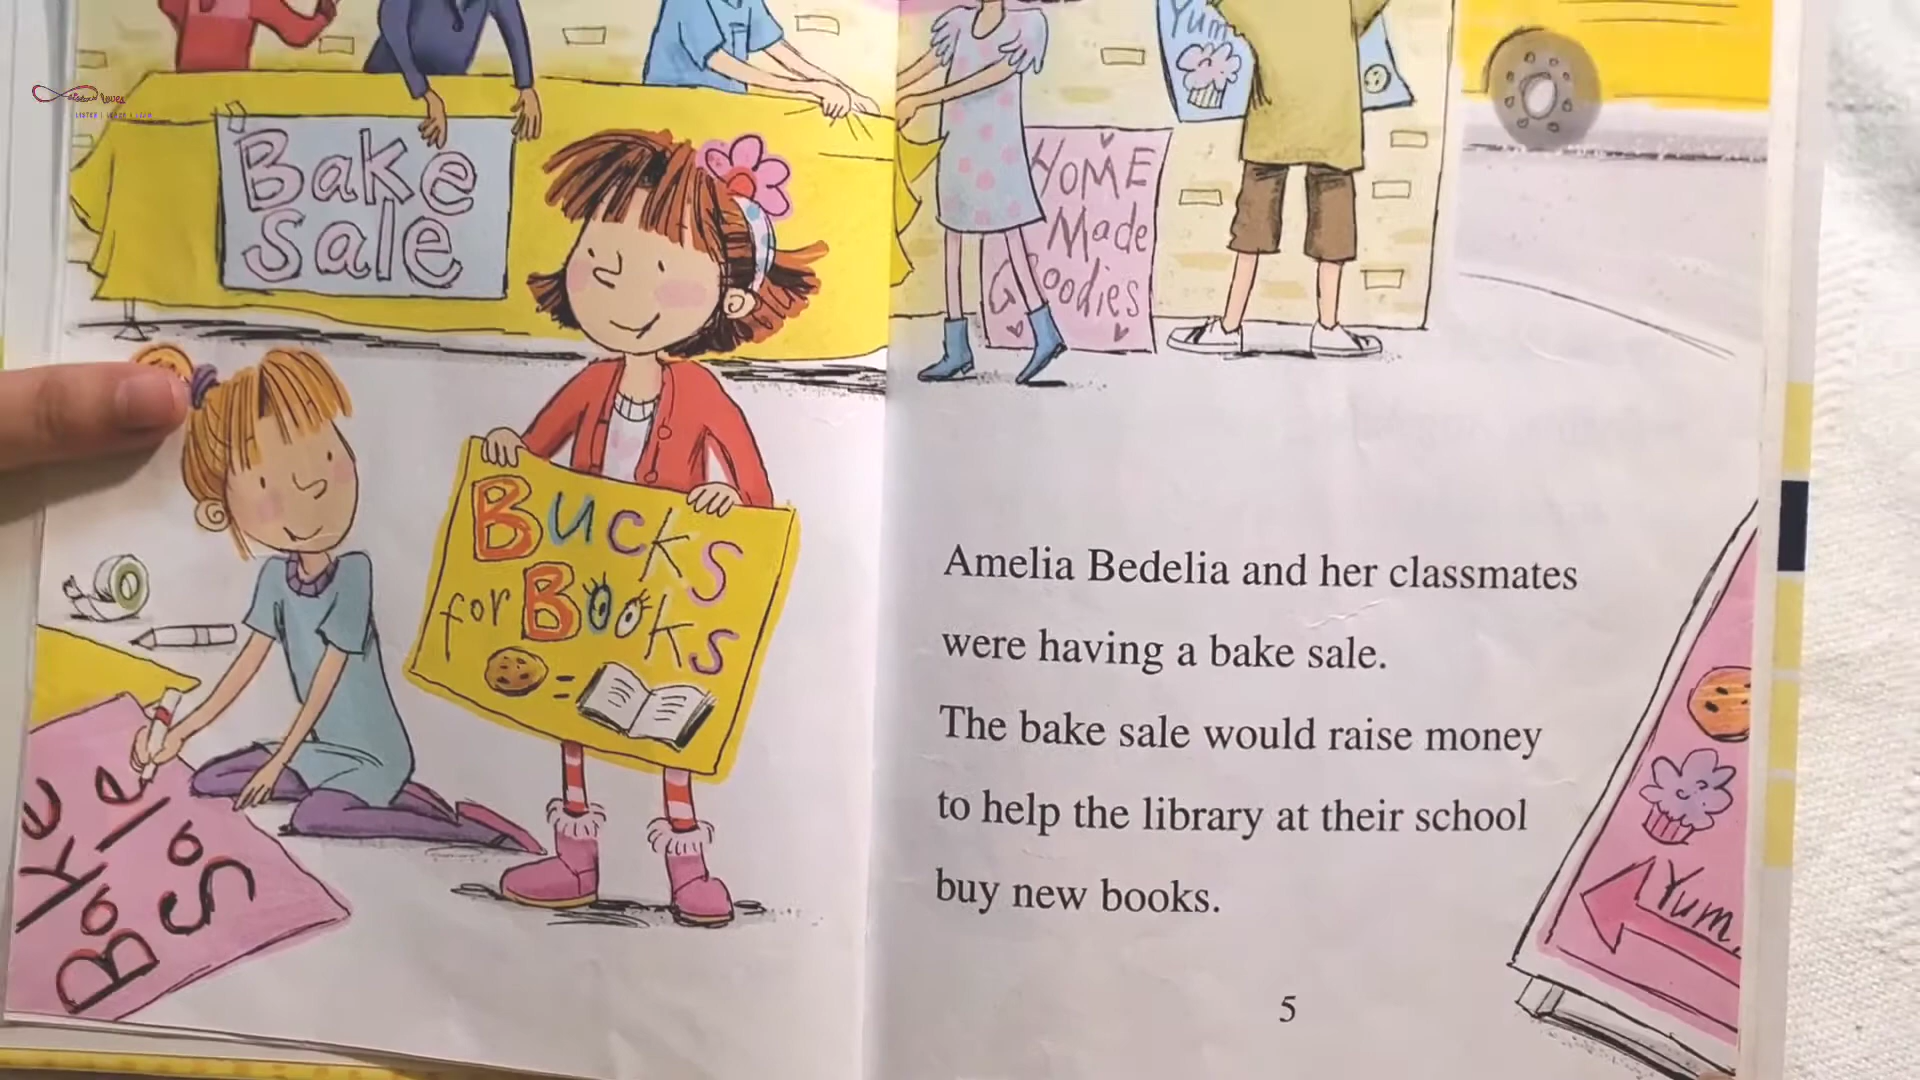 Bake
Sale
Yum
HOME
Made
Goodies
Bucks
for Books
=
Bake
Sale
Amelia Bedelia and her classmates
were having a bake sale.
The bake sale would raise money
to help the library at their school
buy new books.
Yum
5